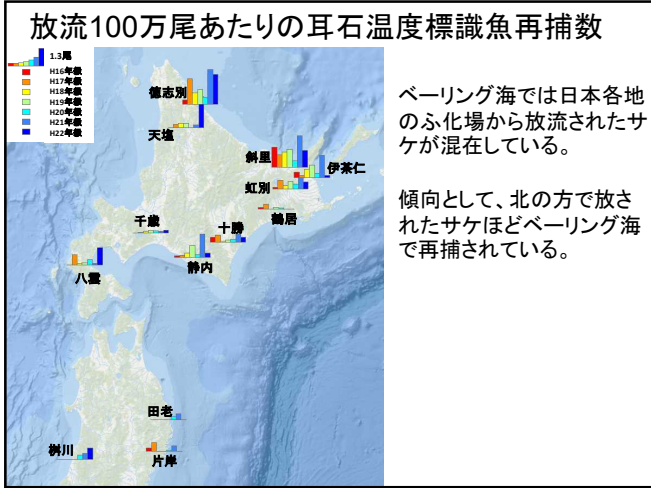 放流100万尾あたりの耳石温度標識魚再捕数
1.3尾
H16年級
H17年級
H18年級
H19年級
H20年級
H21年級
H22年級
徳志別
天塩
斜里
伊茶仁
虹別
鶴居
千歳
十勝
静内
八雲
田老
桝川
片岸
ベーリング海では日本各地
のふ化場から放流されたサ
ケが混在している。
傾向として、北の方で放さ
れたサケほどベーリング海
で再捕されている。